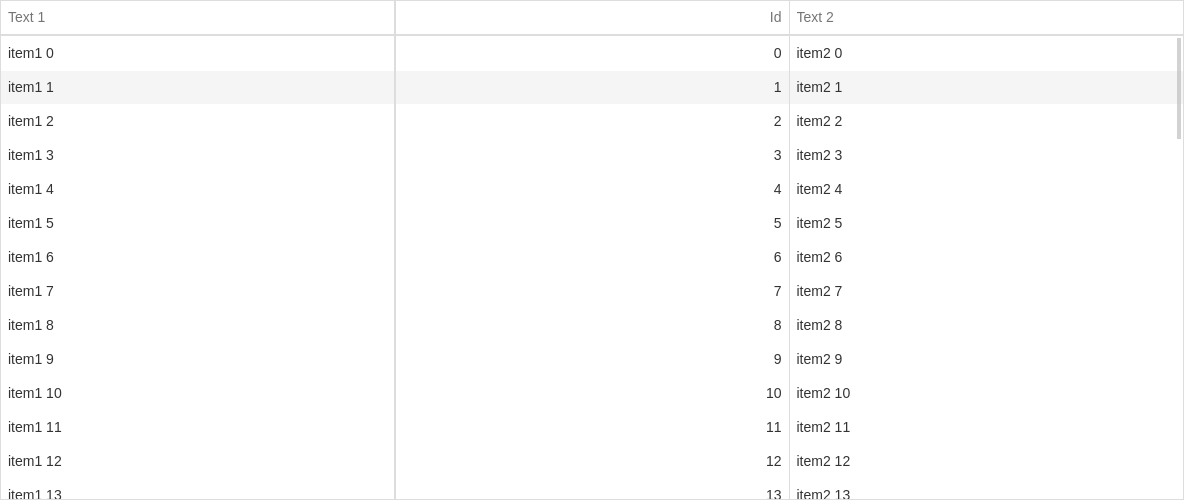 Text 1 Id Text 2
item1 0 0 item2 0
item1 1 1 item2 1
item1 2 2 item2 2
item1 3 3 item2 3
item1 4 4 item2 4
item1 5 5 item2 5
item1 6 6 item2 6
item1 7 7 item2 7
item1 8 8 item2 8
item1 9 9 item2 9
item1 10 10 item2 10
item1 11 11 item2 11
item1 12 12 item2 12
item1 13 13 item2 13